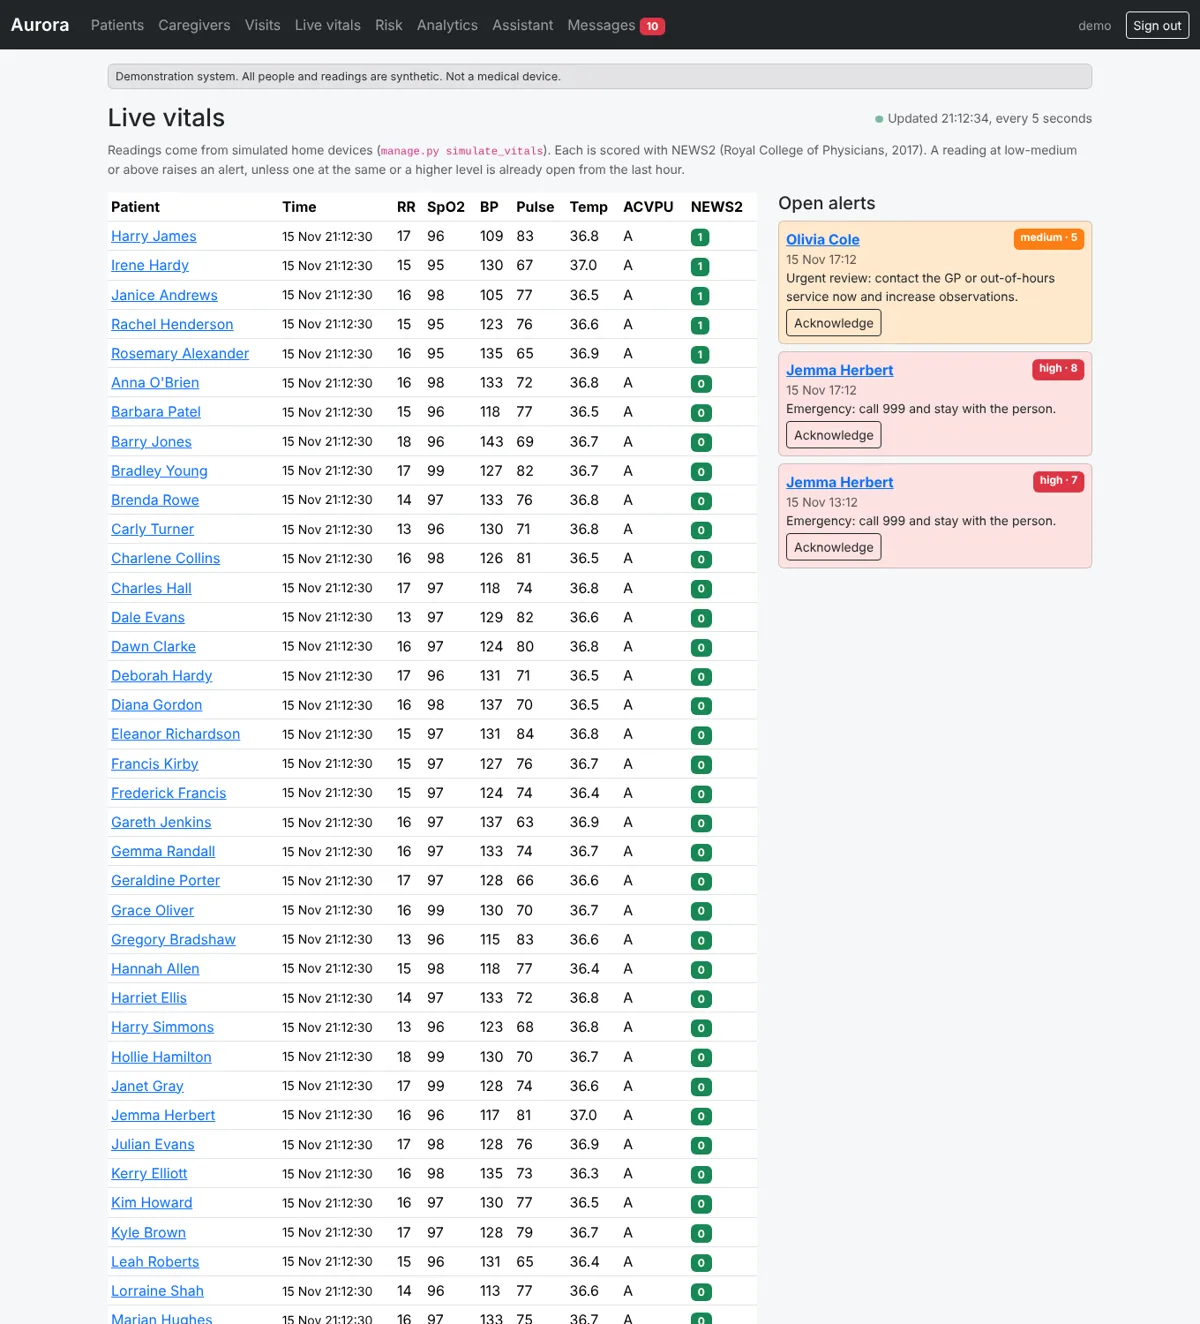 Aurora Patients Caregivers Visits Live vitals Risk Analytics Assistant Messages 10 demo Sign out
Demonstration system. All people and readings are synthetic. Not a medical device.
Live vitals
Updated 21:12:34, every 5 seconds
Readings come from simulated home devices (manage.py simulate_vitals). Each is scored with NEWS2 (Royal College of Physicians, 2017). A reading at low-medium
or above raises an alert, unless one at the same or a higher level is already open from the last hour.
Patient Time RR SpO2 BP Pulse Temp ACVPU NEWS2
Harry James 15 Nov 21:12:30 17 96 109 83 36.8 A 1
Irene Hardy 15 Nov 21:12:30 15 95 130 67 37.0 A 1
Janice Andrews 15 Nov 21:12:30 16 98 105 77 36.5 A 1
Rachel Henderson 15 Nov 21:12:30 15 95 123 76 36.6 A 1
Rosemary Alexander 15 Nov 21:12:30 16 95 135 65 36.9 A 1
Anna O'Brien 15 Nov 21:12:30 16 98 133 72 36.8 A 0
Barbara Patel 15 Nov 21:12:30 15 96 118 77 36.5 A 0
Barry Jones 15 Nov 21:12:30 18 96 143 69 36.7 A 0
Bradley Young 15 Nov 21:12:30 17 99 127 82 36.7 A 0
Brenda Rowe 15 Nov 21:12:30 14 97 133 76 36.8 A 0
Carly Turner 15 Nov 21:12:30 13 96 130 71 36.8 A 0
Charlene Collins 15 Nov 21:12:30 16 98 126 81 36.5 A 0
Charles Hall 15 Nov 21:12:30 17 97 118 74 36.8 A 0
Dale Evans 15 Nov 21:12:30 13 97 129 82 36.6 A 0
Dawn Clarke 15 Nov 21:12:30 16 97 124 80 36.8 A 0
Deborah Hardy 15 Nov 21:12:30 17 96 131 71 36.5 A 0
Diana Gordon 15 Nov 21:12:30 16 98 137 70 36.5 A 0
Eleanor Richardson 15 Nov 21:12:30 15 97 131 84 36.8 A 0
Francis Kirby 15 Nov 21:12:30 15 97 127 76 36.7 A 0
Frederick Francis 15 Nov 21:12:30 15 97 124 74 36.4 A 0
Gareth Jenkins 15 Nov 21:12:30 16 97 137 63 36.9 A 0
Gemma Randall 15 Nov 21:12:30 16 97 133 74 36.7 A 0
Geraldine Porter 15 Nov 21:12:30 17 97 128 66 36.6 A 0
Grace Oliver 15 Nov 21:12:30 16 99 130 70 36.7 A 0
Gregory Bradshaw 15 Nov 21:12:30 13 96 115 83 36.6 A 0
Hannah Allen 15 Nov 21:12:30 15 98 118 77 36.4 A 0
Harriet Ellis 15 Nov 21:12:30 14 97 133 72 36.8 A 0
Harry Simmons 15 Nov 21:12:30 13 96 123 68 36.8 A 0
Hollie Hamilton 15 Nov 21:12:30 18 99 130 70 36.7 A 0
Janet Gray 15 Nov 21:12:30 17 99 128 74 36.6 A 0
Jemma Herbert 15 Nov 21:12:30 16 96 117 81 37.0 A 0
Julian Evans 15 Nov 21:12:30 17 98 128 76 36.9 A 0
Kerry Elliott 15 Nov 21:12:30 16 98 135 73 36.3 A 0
Kim Howard 15 Nov 21:12:30 16 97 130 77 36.5 A 0
Kyle Brown 15 Nov 21:12:30 17 97 128 79 36.7 A 0
Leah Roberts 15 Nov 21:12:30 15 96 131 65 36.4 A 0
Lorraine Shah 15 Nov 21:12:30 14 96 113 77 36.6 A 0
Marian Hughes 15 Nov 21:12:30 16 97 133 75 36.7 A 0
Open alerts
Olivia Cole medium · 5
15 Nov 17:12
Urgent review: contact the GP or out-of-hours
service now and increase observations.
Acknowledge
Jemma Herbert high · 8
15 Nov 17:12
Emergency: call 999 and stay with the person.
Acknowledge
Jemma Herbert high · 7
15 Nov 13:12
Emergency: call 999 and stay with the person.
Acknowledge